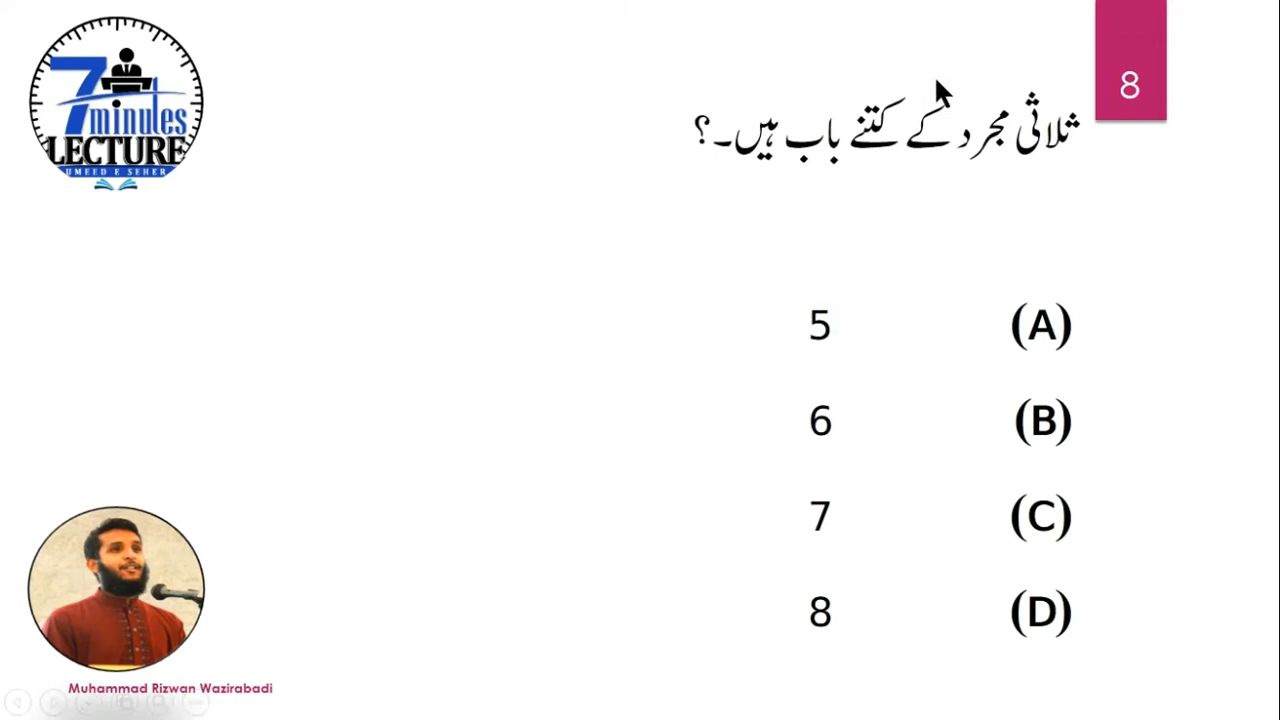 7
minutes
LECTURE
UMEED E SEHER
8
ثلاثی مجرد کے کتنے باب ہیں۔؟
(A) 5
(B) 6
(C) 7
(D) 8
Muhammad Rizwan Wazirabadi